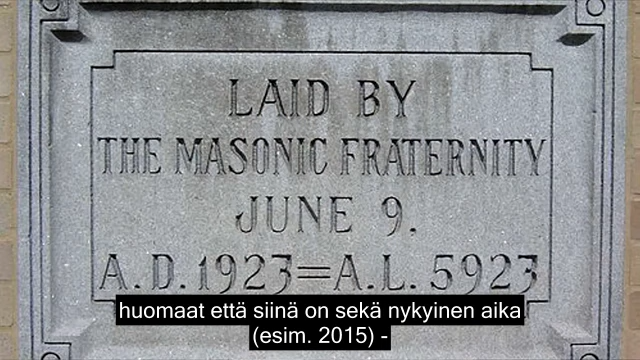 LAID BY
THE MASONIC FRATERNITY
JUNE 9.
A.D. 1923=A.L. 5923
huomaat että siinä on sekä nykyinen aika
(esim. 2015) -